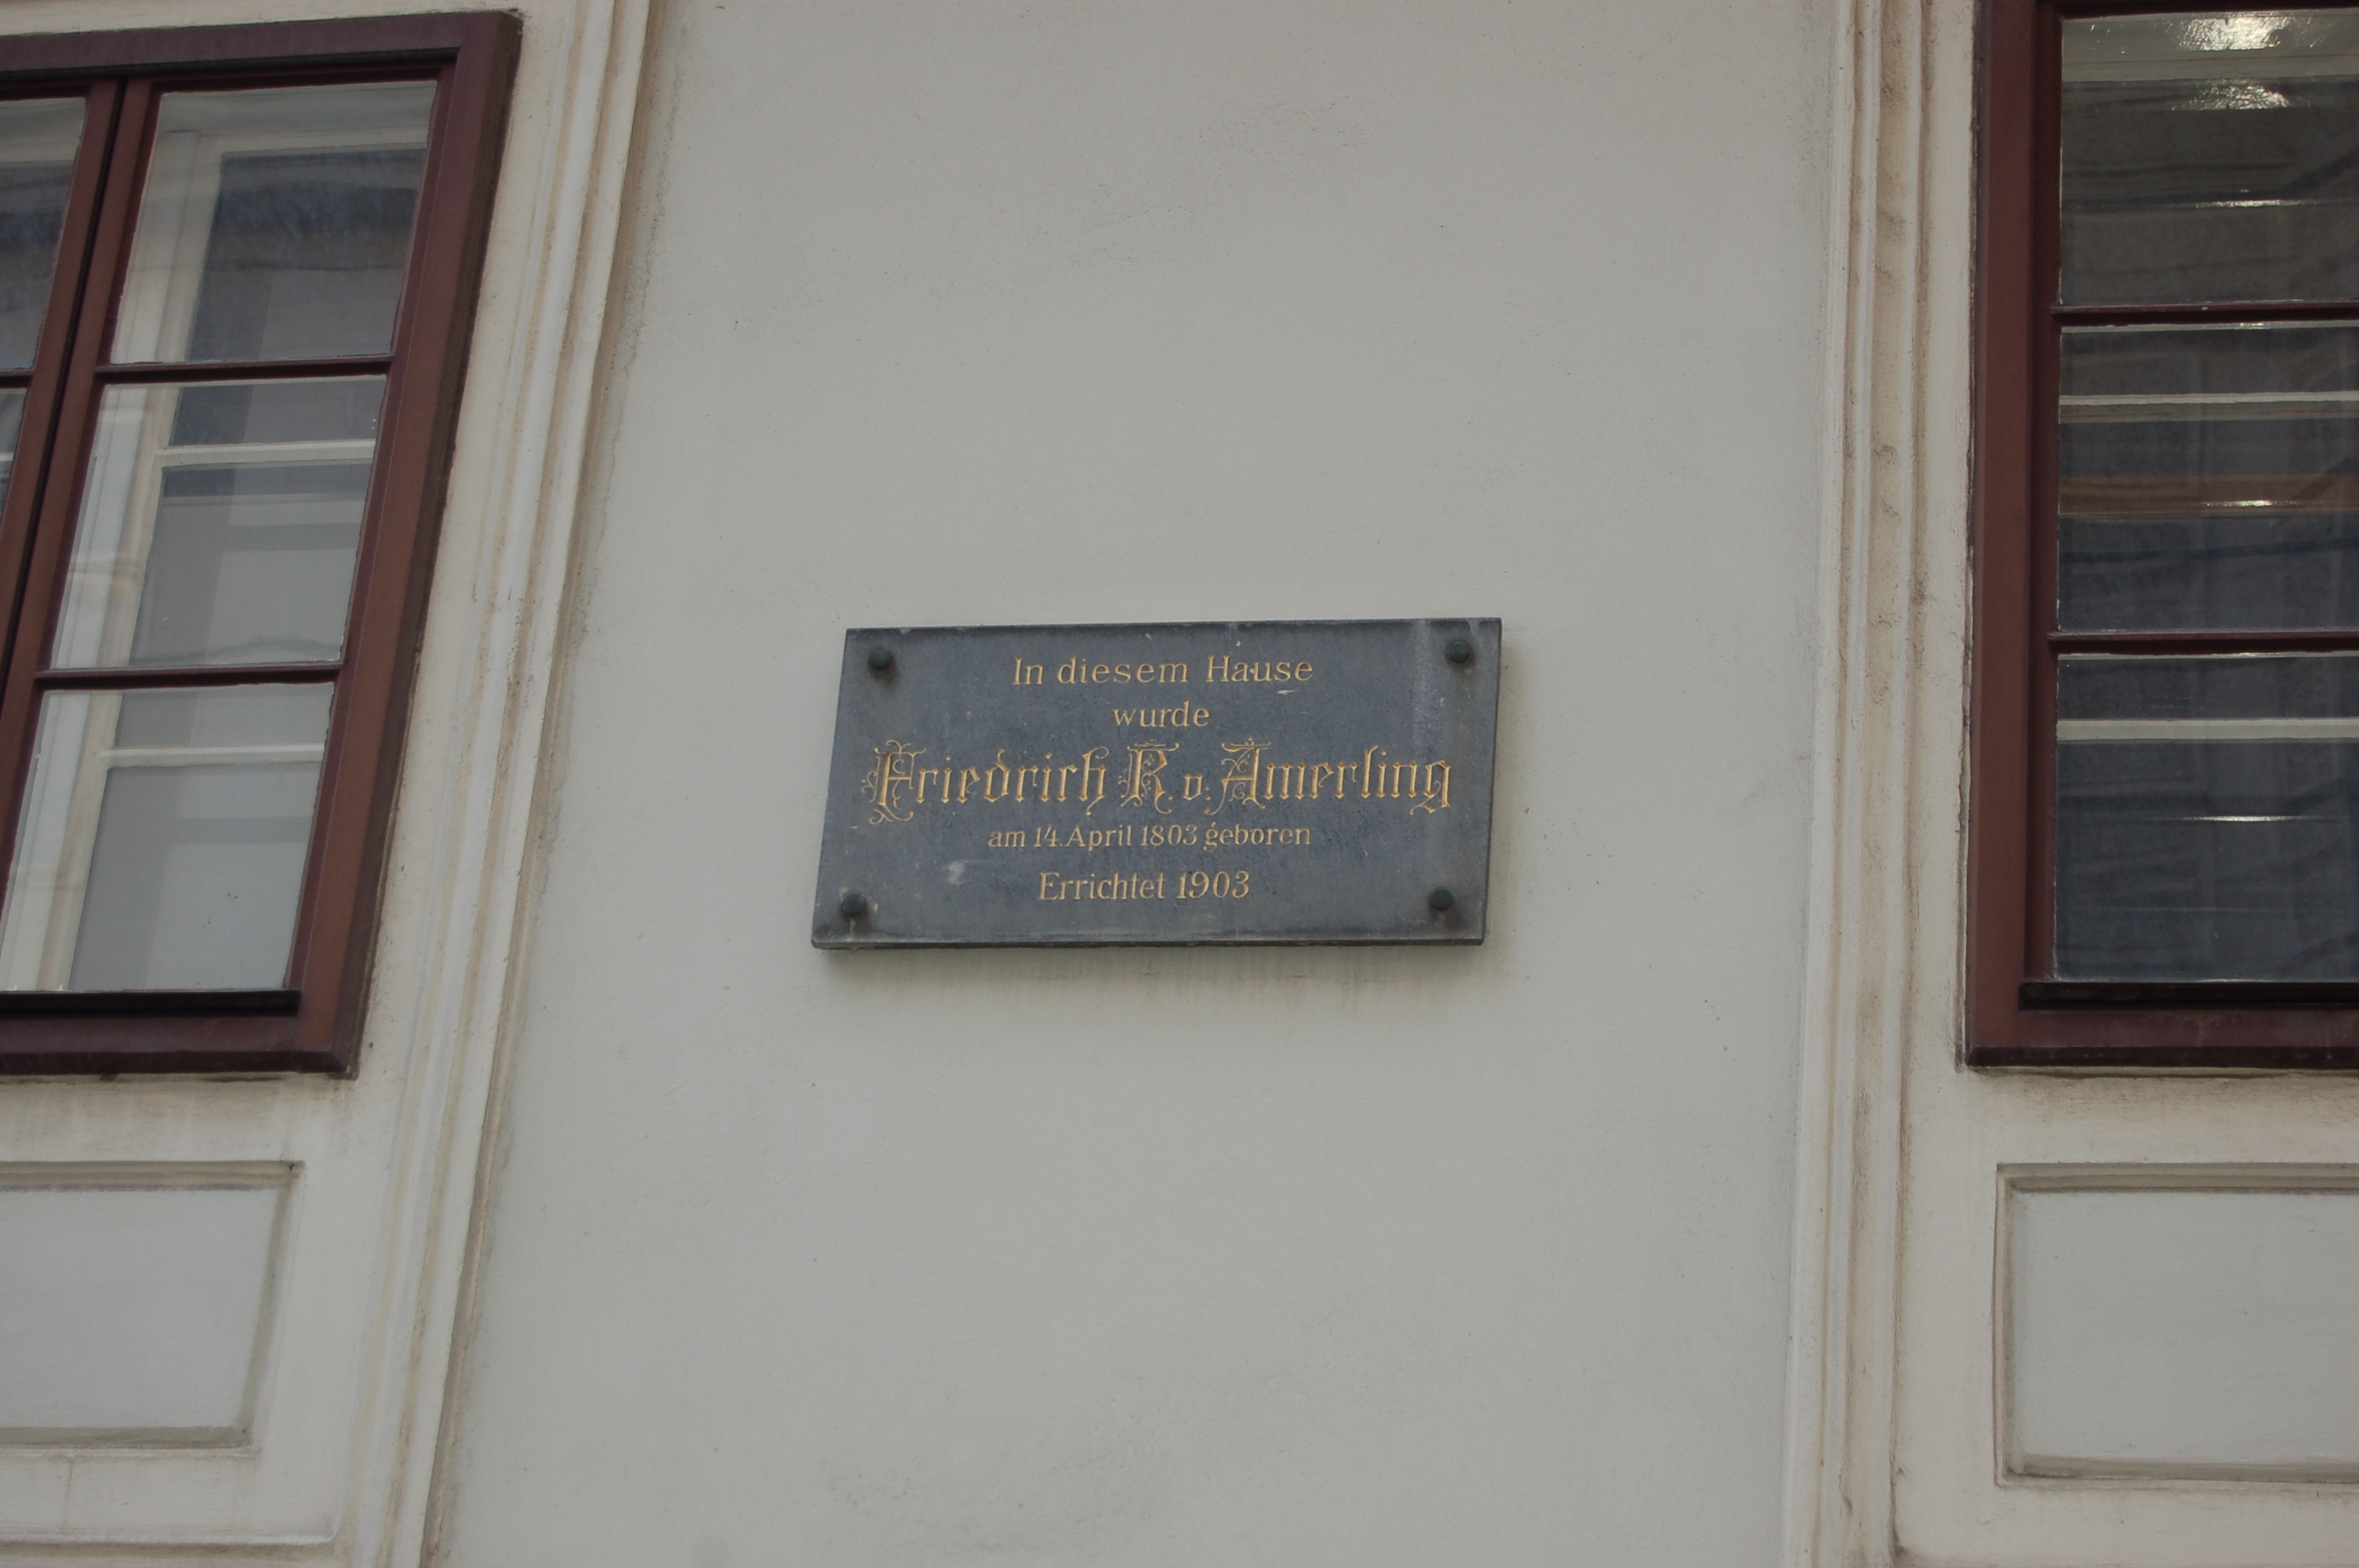 In diesem Hause
wurde
Friedrich R. v. Amerling
am 14. April 1803 geboren
Errichtet 1903